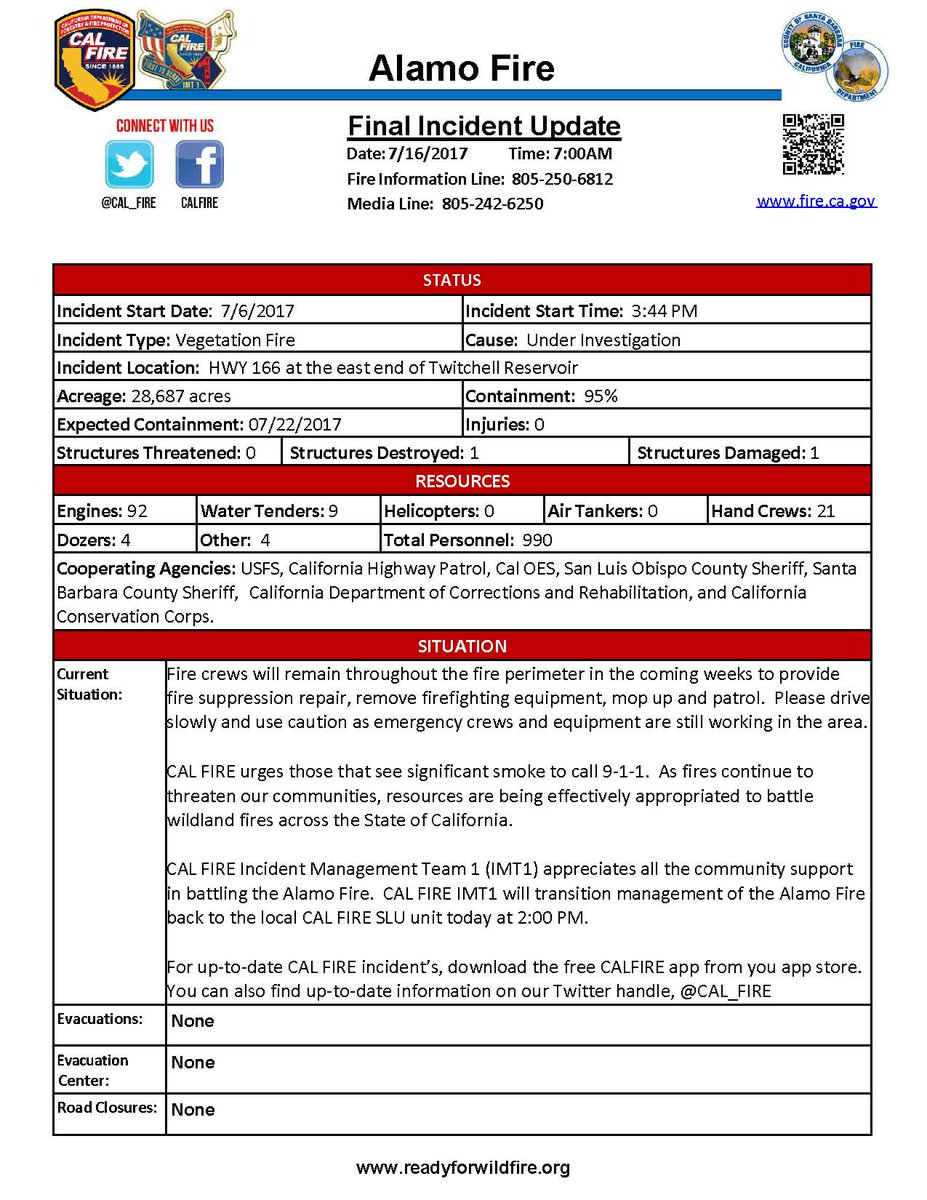 CALIFORNIA DEPARTMENT OF
FORESTRY & FIRE PROTECTION
CAL
FIRE
SINCE 1885
CAL
FIRE
SINCE 1885
IMT 1
Alamo Fire
COUNTY OF SANTA BARBARA
CALIFORNIA
FIRE
DEPARTMENT
CONNECT WITH US
@CAL_FIRE CALFIRE
Final Incident Update
Date: 7/16/2017 Time: 7:00AM
Fire Information Line: 805-250-6812
Media Line: 805-242-6250
www.fire.ca.gov
STATUS
Incident Start Date: 7/6/2017 Incident Start Time: 3:44 PM
Incident Type: Vegetation Fire Cause: Under Investigation
Incident Location: HWY 166 at the east end of Twitchell Reservoir
Acreage: 28,687 acres Containment: 95%
Expected Containment: 07/22/2017 Injuries: 0
Structures Threatened: 0 Structures Destroyed: 1 Structures Damaged: 1
RESOURCES
Engines: 92 Water Tenders: 9 Helicopters: 0 Air Tankers: 0 Hand Crews: 21
Dozers: 4 Other: 4 Total Personnel: 990
Cooperating Agencies: USFS, California Highway Patrol, Cal OES, San Luis Obispo County Sheriff, Santa
Barbara County Sheriff, California Department of Corrections and Rehabilitation, and California
Conservation Corps.
SITUATION
Current
Situation:
Fire crews will remain throughout the fire perimeter in the coming weeks to provide
fire suppression repair, remove firefighting equipment, mop up and patrol. Please drive
slowly and use caution as emergency crews and equipment are still working in the area.
CAL FIRE urges those that see significant smoke to call 9-1-1. As fires continue to
threaten our communities, resources are being effectively appropriated to battle
wildland fires across the State of California.
CAL FIRE Incident Management Team 1 (IMT1) appreciates all the community support
in battling the Alamo Fire. CAL FIRE IMT1 will transition management of the Alamo Fire
back to the local CAL FIRE SLU unit today at 2:00 PM.
For up-to-date CAL FIRE incident's, download the free CALFIRE app from you app store.
You can also find up-to-date information on our Twitter handle, @CAL_FIRE
Evacuations: None
Evacuation
Center:
None
Road Closures: None
www.readyforwildfire.org